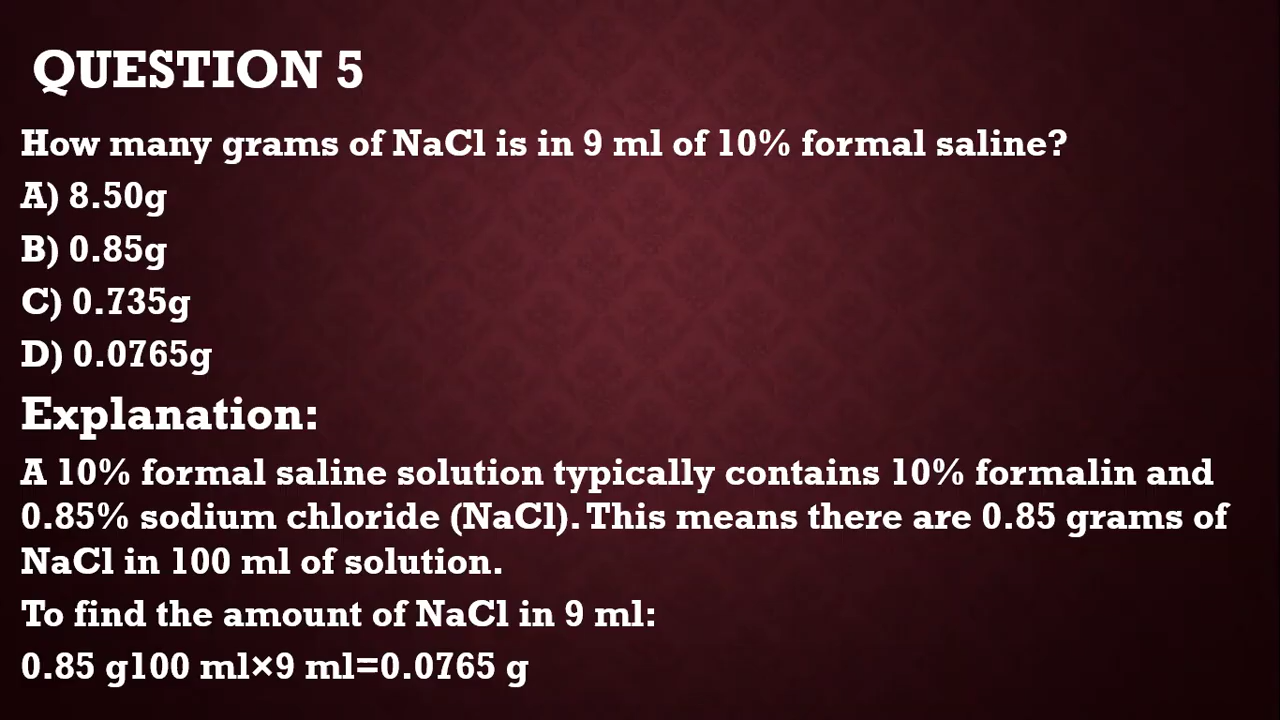 QUESTION 5
How many grams of NaCl is in 9 ml of 10% formal saline?
A) 8.50g
B) 0.85g
C) 0.735g
D) 0.0765g
Explanation:
A 10% formal saline solution typically contains 10% formalin and
0.85% sodium chloride (NaCl). This means there are 0.85 grams of
NaCl in 100 ml of solution.
To find the amount of NaCl in 9 ml:
0.85 g100 ml×9 ml=0.0765 g